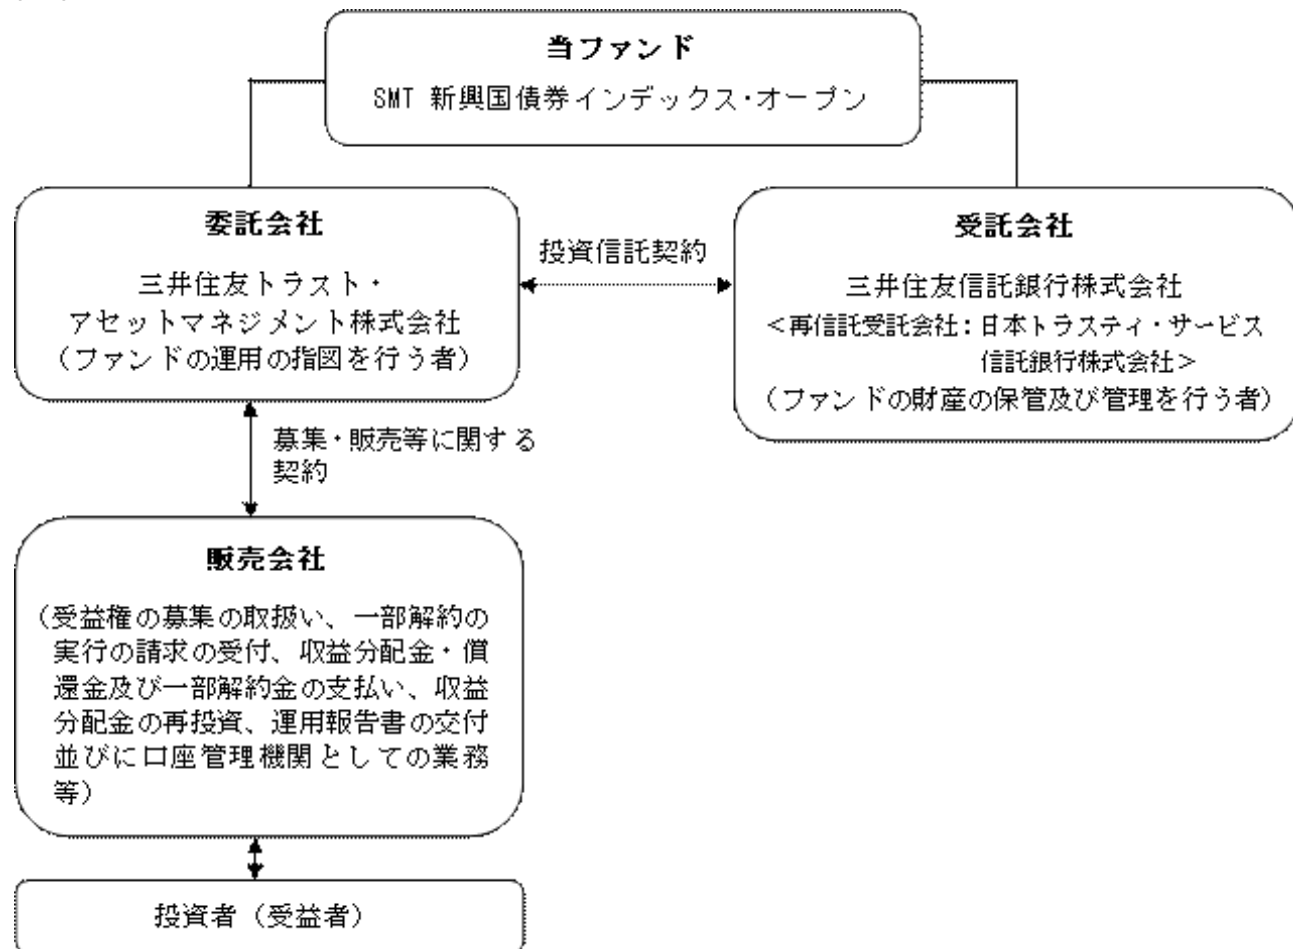 当ファンド
SMT 新興国債券インデックス・オープン
委託会社
三井住友トラスト・
アセットマネジメント株式会社
(ファンドの運用の指図を行う者)
投資信託契約
受託会社
三井住友信託銀行株式会社
<再信託受託会社:日本トラスティ・サービス
信託銀行株式会社>
(ファンドの財産の保管及び管理を行う者)
募集・販売等に関する
契約
販売会社
(受益権の募集の取扱い、一部解約の
実行の請求の受付、収益分配金・償
還金及び一部解約金の支払い、収益
分配金の再投資、運用報告書の交付
並びに口座管理機関としての業務
等)
投資者(受益者)